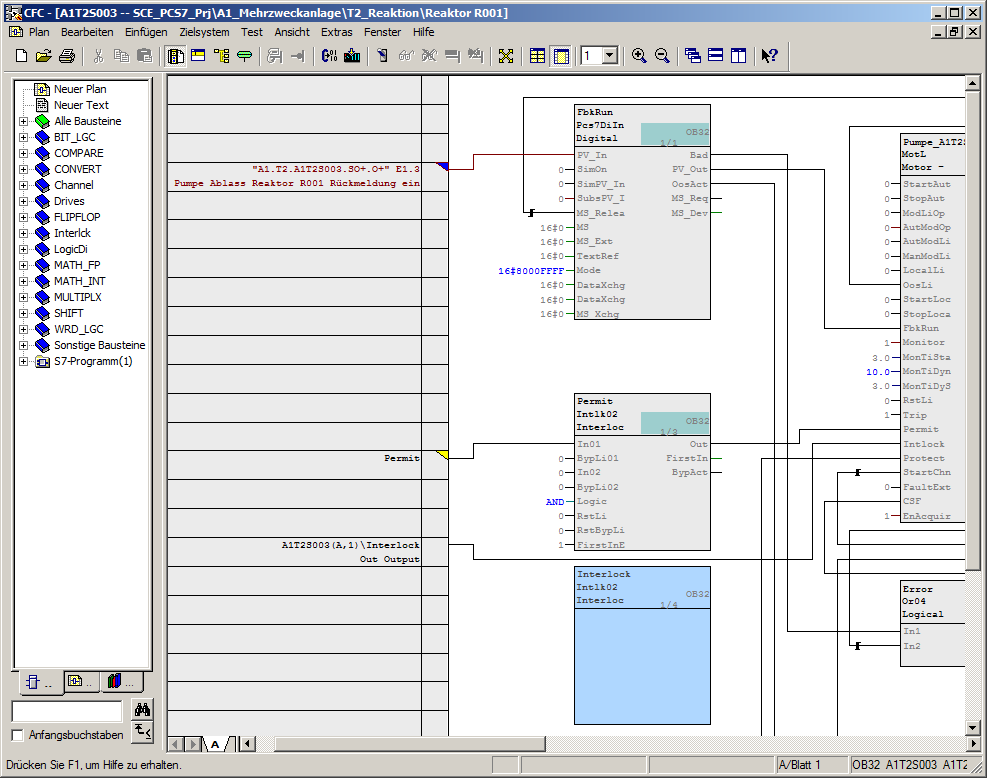 CFC - [A1T2S003 -- SCE_PCS7_Prj\A1_Mehrzweckanlage\T2_Reaktion\Reaktor R001]
Plan Bearbeiten Einfügen Zielsystem Test Ansicht Extras Fenster Hilfe
1
Neuer Plan
Neuer Text
Alle Bausteine
BIT_LGC
COMPARE
CONVERT
Channel
Drives
FLIPFLOP
Interlck
LogicDi
MATH_FP
MATH_INT
MULTIPLX
SHIFT
WRD_LGC
Sonstige Bausteine
S7-Programm(1)
...
...
...
Anfangsbuchstaben
"A1.T2.A1T2S003.SO+.O+" E1.3
Pumpe Ablass Reaktor R001 Rückmeldung ein
Permit
A1T2S003(A,1)\Interlock
Out Output
FbkRun
Pcs7DiIn
Digital
OB32
1/1
PV_In Bad
0 SimOn PV_Out
0 SimPV_In OosAct
0 SubsPV_I MS_Req
MS_Relea MS_Dev
16#0 MS
16#0 MS_Ext
16#0 TextRef
16#8000FFFF Mode
16#0 DataXchg
16#0 DataXchg
16#0 MS_Xchg
Permit
Intlk02
Interloc
OB32
1/3
In01 Out
0 BypLi01 FirstIn
0 In02 BypAct
0 BypLi02
AND Logic
0 RstLi
0 RstBypLi
1 FirstInE
Interlock
Intlk02
Interloc
OB32
1/4
Pumpe_A1T2S
MotL
Motor -
0 StartAut
0 StopAut
0 ModLiOp
0 AutModOp
0 AutModLi
0 ManModLi
0 LocalLi
OosLi
0 StartLoc
0 StopLoca
FbkRun
1 Monitor
3.0 MonTiSta
10.0 MonTiDyn
3.0 MonTiDyS
0 RstLi
1 Trip
Permit
Intlock
Protect
StartChn
0 FaultExt
CSF
1 EnAcquir
Error
Or04
Logical
In1
In2
A
Drücken Sie F1, um Hilfe zu erhalten.
A/Blatt 1
OB32 A1T2S003 A1T2